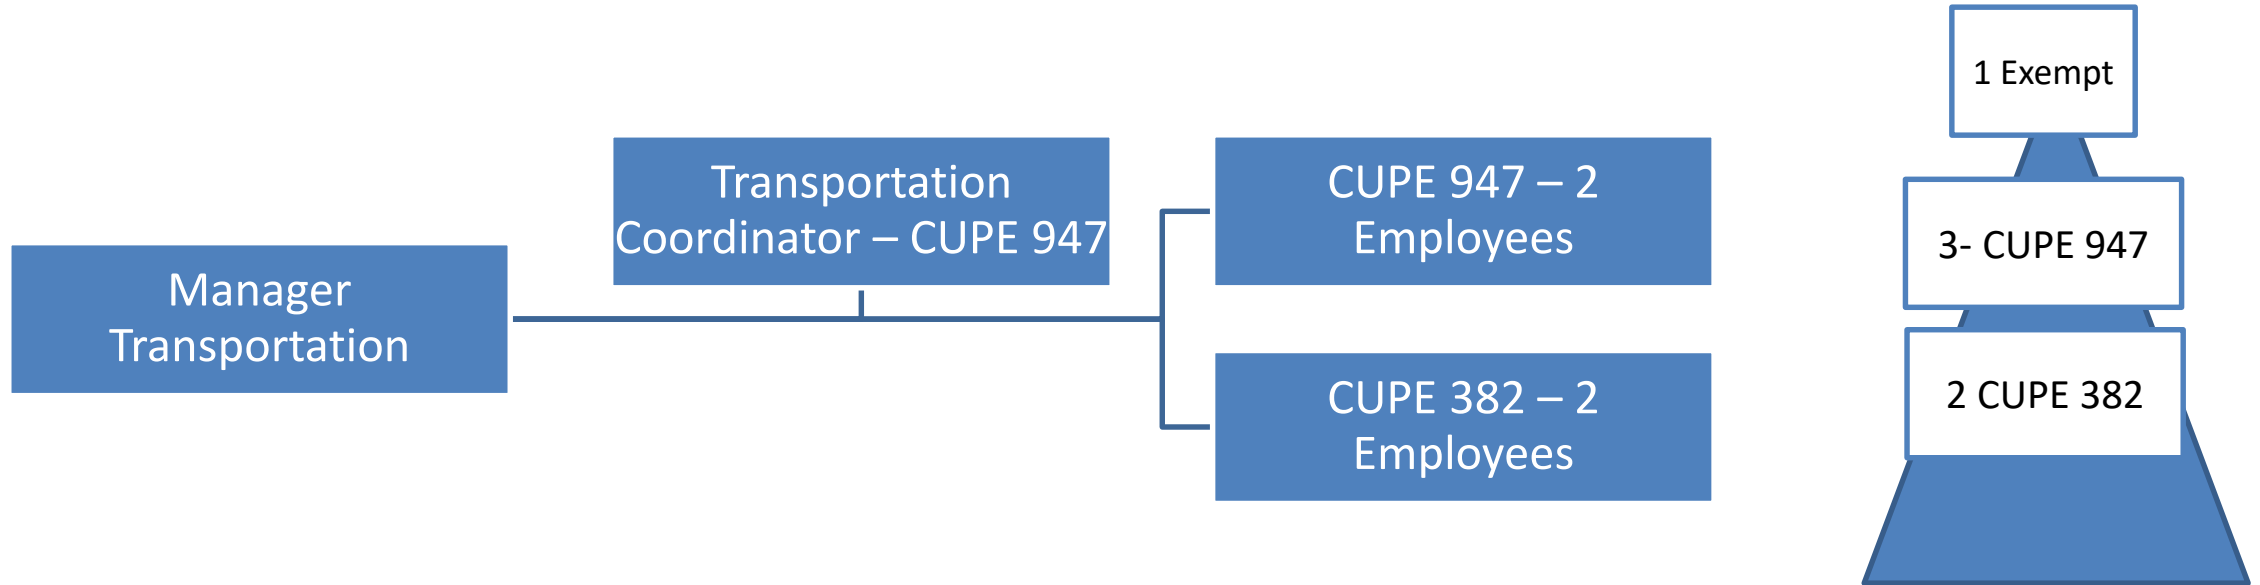 Manager
Transportation
Transportation
Coordinator – CUPE 947
CUPE 947 – 2
Employees
CUPE 382 – 2
Employees
1 Exempt
3- CUPE 947
2 CUPE 382